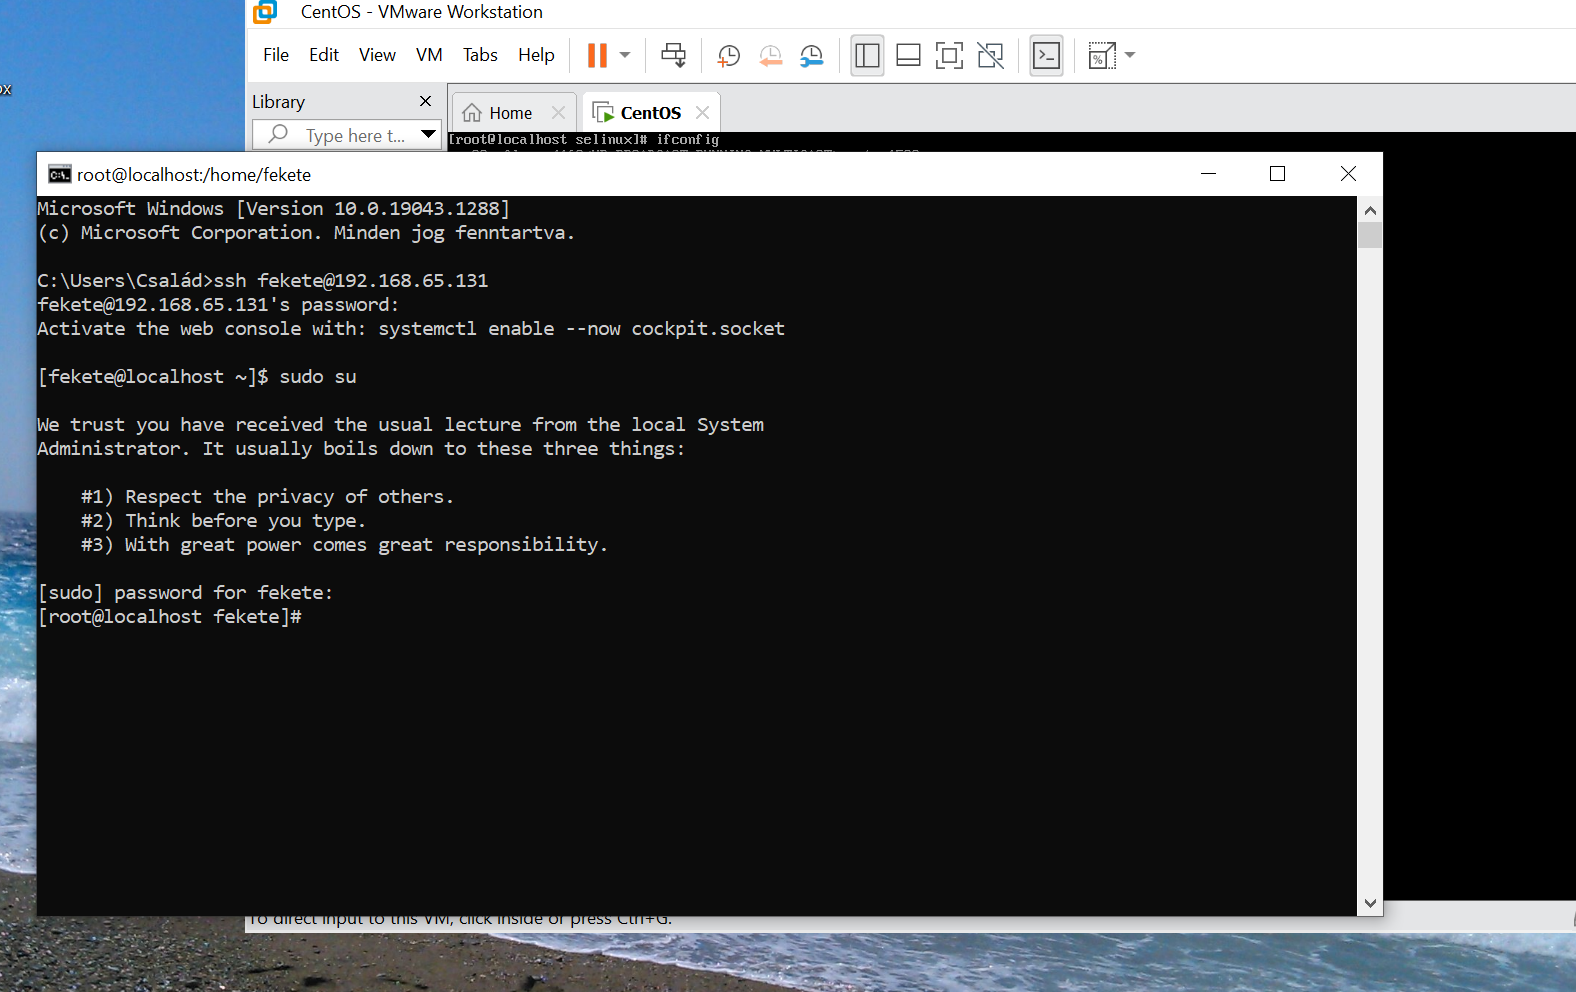 CentOS - VMware Workstation
File Edit View VM Tabs Help
Library
Home
CentOS
Type here t...
[root@localhost selinux]# ifconfig
root@localhost:/home/fekete
Microsoft Windows [Version 10.0.19043.1288]
(c) Microsoft Corporation. Minden jog fenntartva.
C:\Users\Család>ssh fekete@192.168.65.131
fekete@192.168.65.131's password:
Activate the web console with: systemctl enable --now cockpit.socket
[fekete@localhost ~]$ sudo su
We trust you have received the usual lecture from the local System
Administrator. It usually boils down to these three things:
#1) Respect the privacy of others.
#2) Think before you type.
#3) With great power comes great responsibility.
[sudo] password for fekete:
[root@localhost fekete]#
To direct input to this VM, click inside or press Ctrl+G.